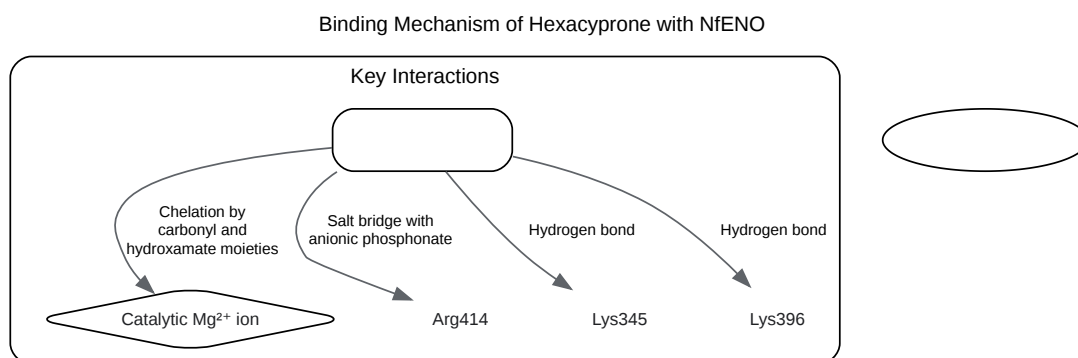 Binding Mechanism of Hexacyprone with NfENO
Key Interactions
Chelation by
carbonyl and
hydroxamate moieties
Salt bridge with
anionic phosphonate
Hydrogen bond
Hydrogen bond
Catalytic Mg²⁺ ion
Arg414
Lys345
Lys396